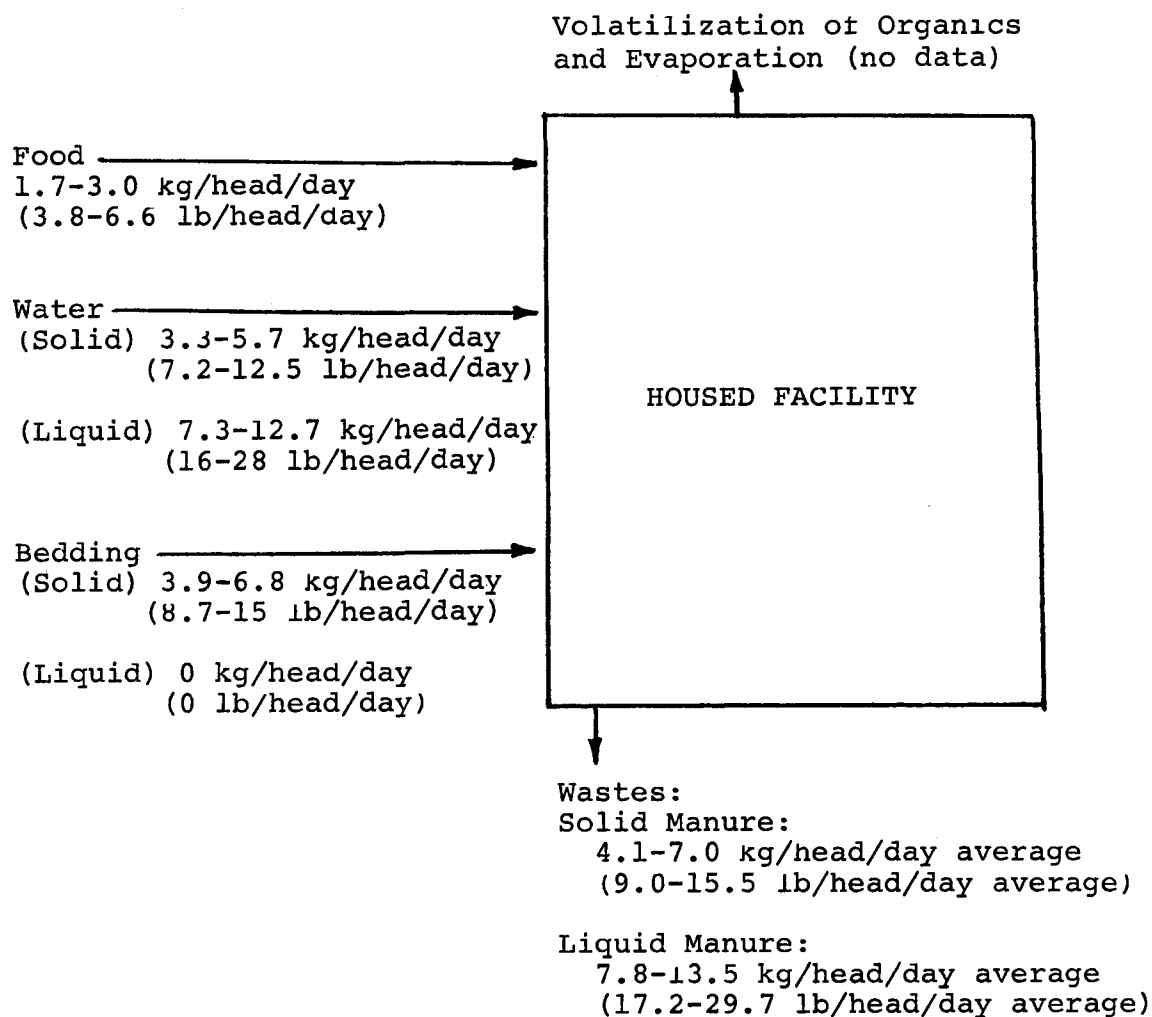 Volatilization of Organics
and Evaporation (no data)
Food
1.7-3.0 kg/head/day
(3.8-6.6 lb/head/day)
Water
(Solid) 3.3-5.7 kg/head/day
(7.2-12.5 lb/head/day)
(Liquid) 7.3-12.7 kg/head/day
(16-28 lb/head/day)
Bedding
(Solid) 3.9-6.8 kg/head/day
(8.7-15 lb/head/day)
(Liquid) 0 kg/head/day
(0 lb/head/day)
HOUSED FACILITY
Wastes:
Solid Manure:
4.1-7.0 kg/head/day average
(9.0-15.5 lb/head/day average)
Liquid Manure:
7.8-13.5 kg/head/day average
(17.2-29.7 lb/head/day average)